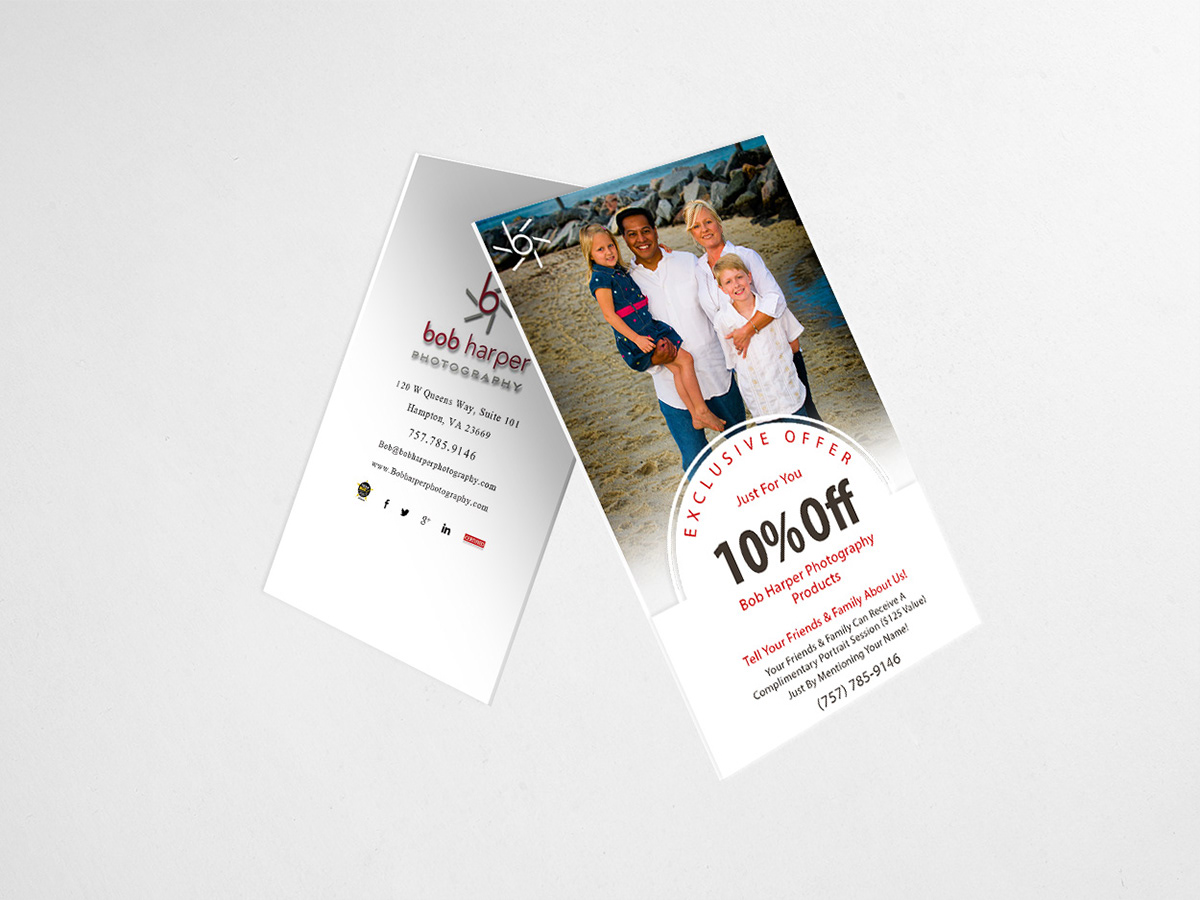 b
bob harper
PHOTOGRAPHY
120 W Queens Way, Suite 101
Hampton, VA 23669
757.785.9146
Bob@bobharperphotography.com
www.Bobharperphotography.com
f g+ in CERTIFIED
b
EXCLUSIVE OFFER
Just For You
10%Off
Bob Harper Photography
Products
Tell Your Friends & Family About Us!
Your Friends & Family Can Receive A
Complimentary Portrait Session ($125 Value)
Just By Mentioning Your Name!
(757) 785-9146